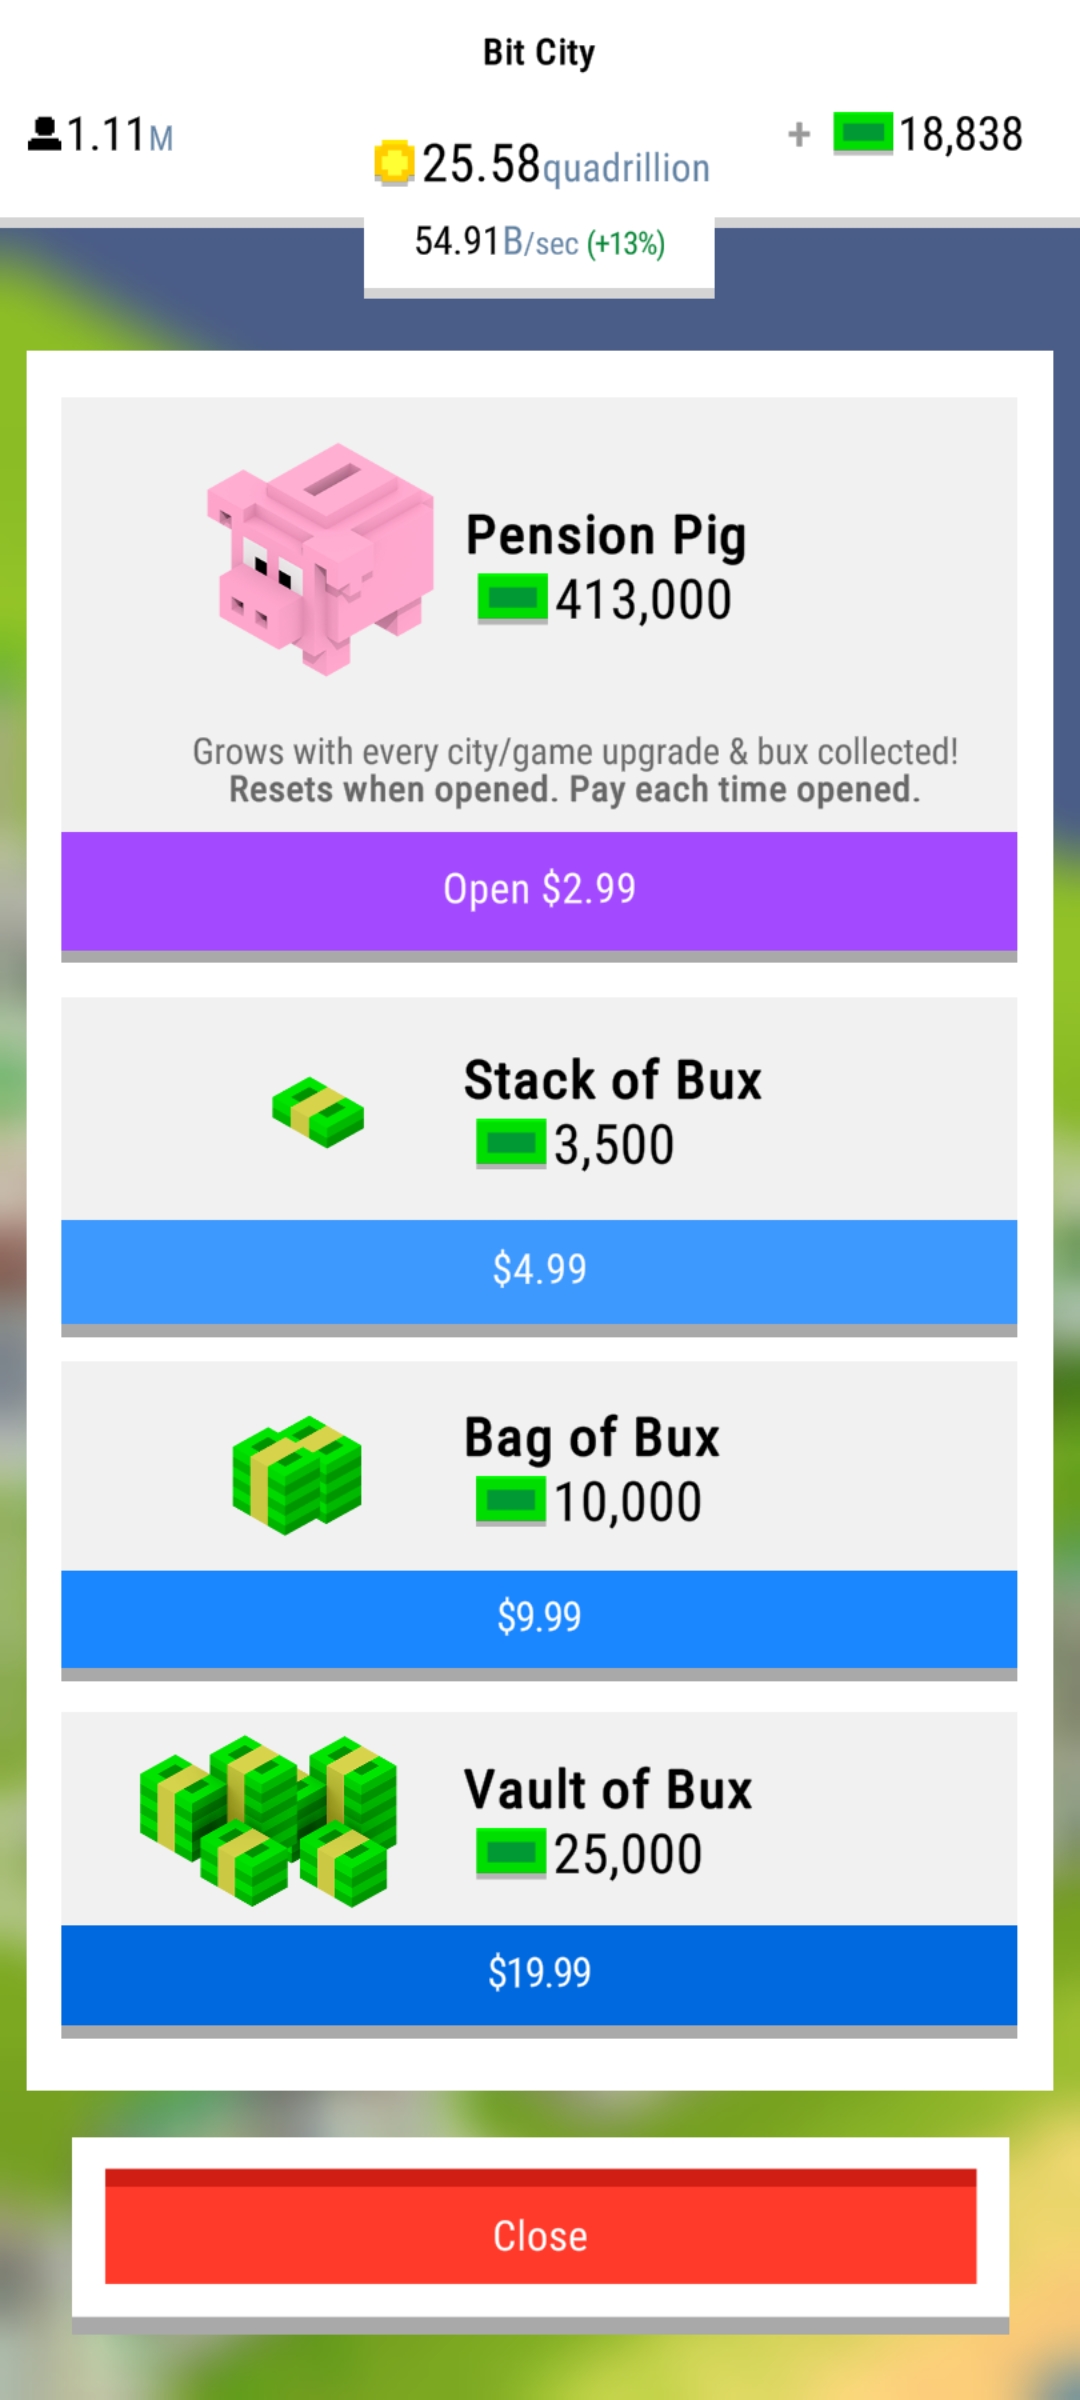 Bit City
1.11M
25.58quadrillion
+ 18,838
54.91B/sec (+13%)
Pension Pig
413,000
Grows with every city/game upgrade & bux collected!
Resets when opened. Pay each time opened.
Open $2.99
Stack of Bux
3,500
$4.99
Bag of Bux
10,000
$9.99
Vault of Bux
25,000
$19.99
Close